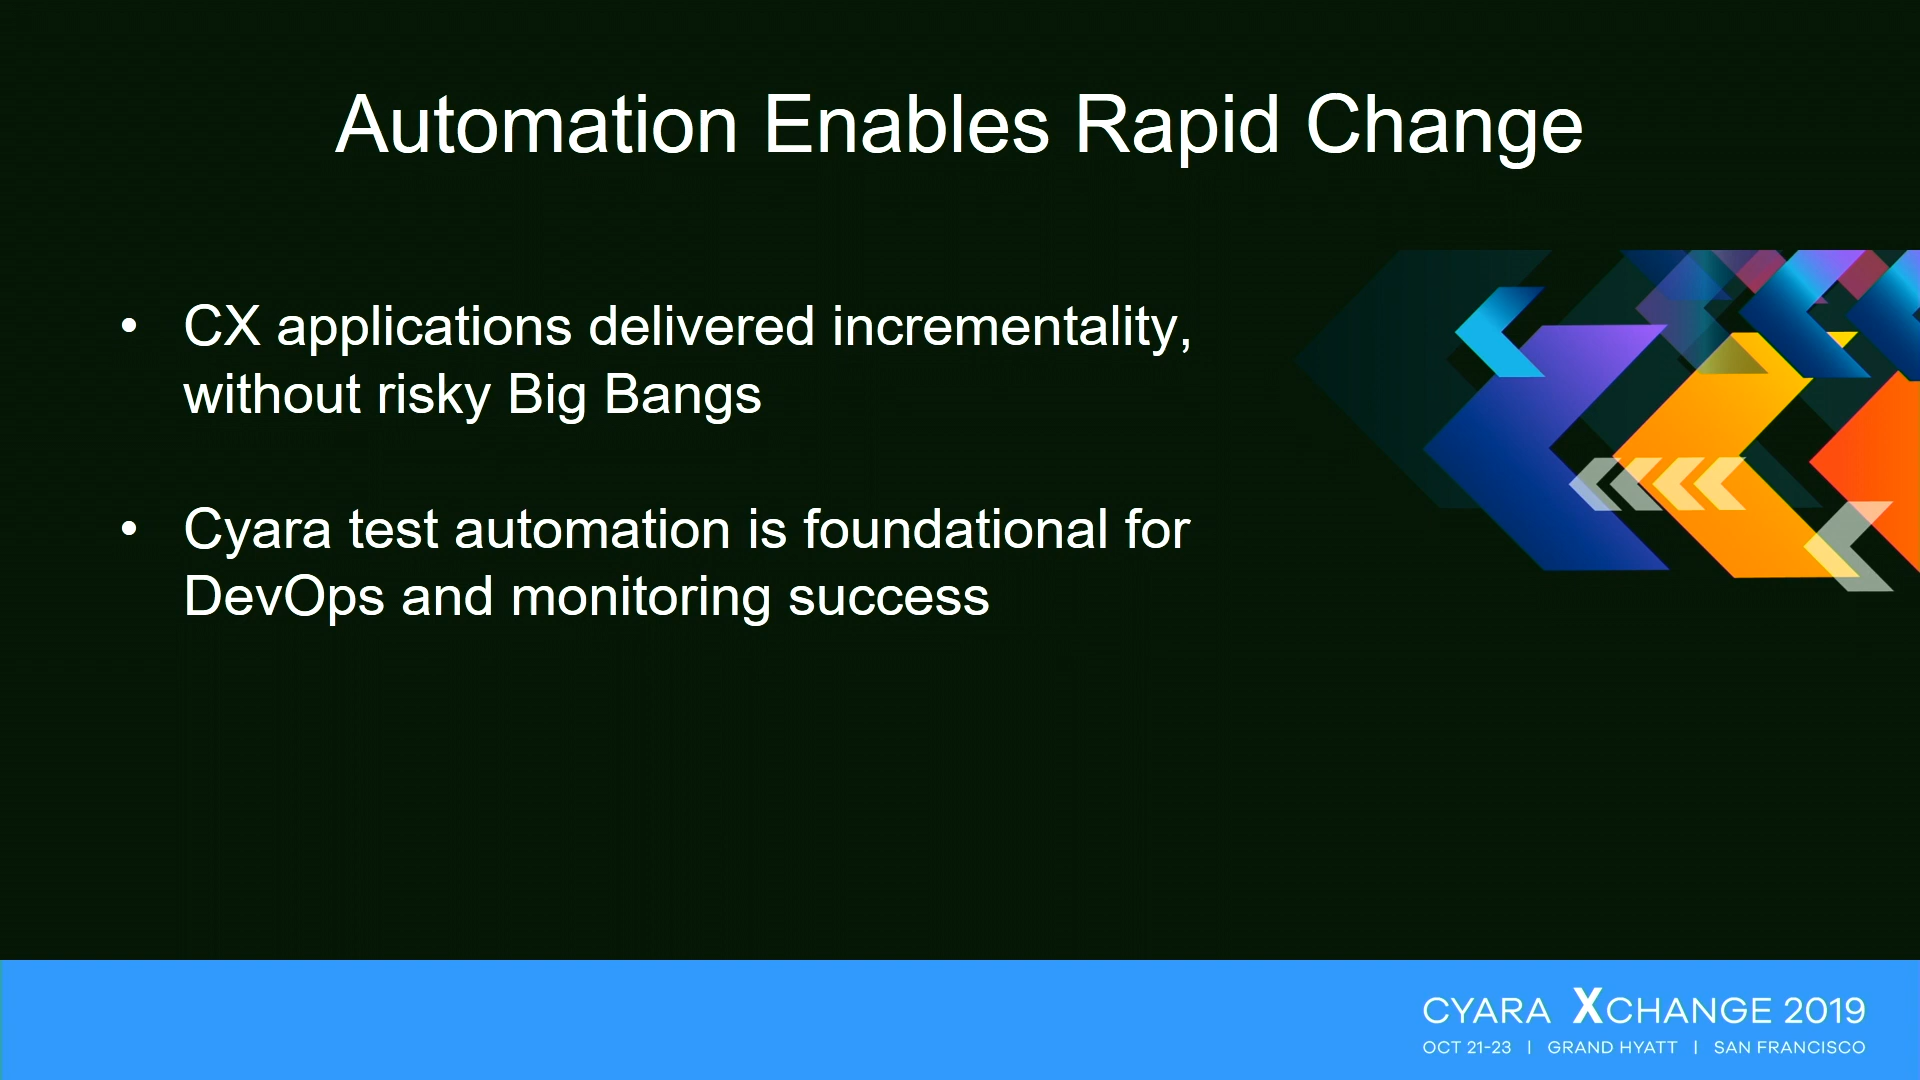 Automation Enables Rapid Change
• CX applications delivered incrementality,
without risky Big Bangs
• Cyara test automation is foundational for
DevOps and monitoring success
CYARA XCHANGE 2019
OCT 21-23 | GRAND HYATT | SAN FRANCISCO